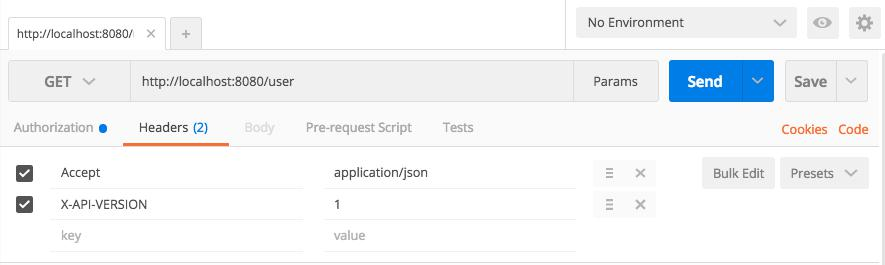 No Environment
http://localhost:8080/
GET http://localhost:8080/user Params Send Save
Authorization Headers (2) Body Pre-request Script Tests Cookies Code
Accept application/json Bulk Edit Presets
X-API-VERSION 1
key value